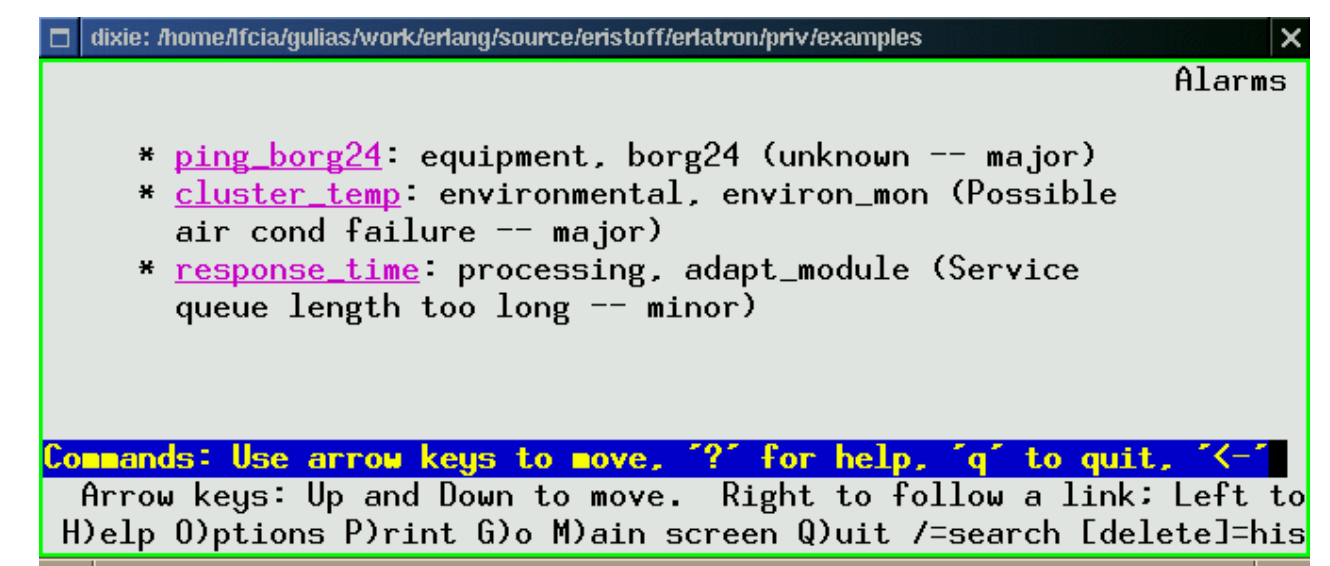 dixie: /home/lfcia/gulias/work/erlang/source/eristoff/erlatron/priv/examples
Alarms
* ping_borg24: equipment, borg24 (unknown -- major)
* cluster_temp: environmental, environ_mon (Possible
air cond failure -- major)
* response_time: processing, adapt_module (Service
queue length too long -- minor)
Commands: Use arrow keys to move, ´?´ for help, ´q´ to quit, ´<-´
Arrow keys: Up and Down to move.  Right to follow a link; Left to
H)elp O)ptions P)rint G)o M)ain screen Q)uit /=search [delete]=his